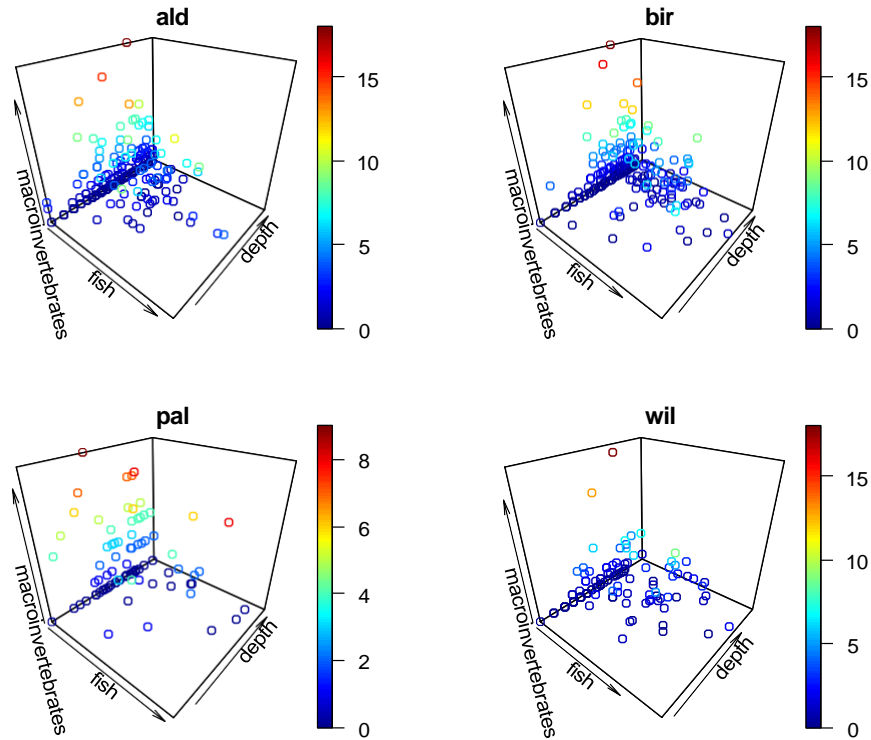 ald
macroinvertebrates
fish
depth
15
10
5
0
bir
macroinvertebrates
fish
depth
15
10
5
0
pal
macroinvertebrates
fish
depth
8
6
4
2
0
wil
macroinvertebrates
fish
depth
15
10
5
0